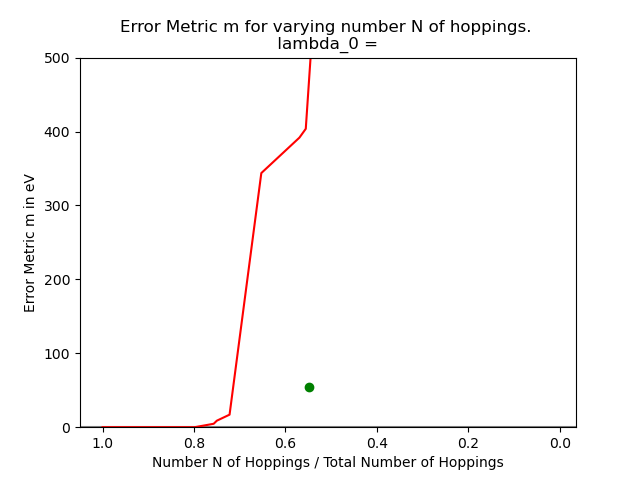 Error Metric m for varying number N of hoppings.
lambda_0 =
500
400
300
200
100
0
Error Metric m in eV
1.0 0.8 0.6 0.4 0.2 0.0
Number N of Hoppings / Total Number of Hoppings